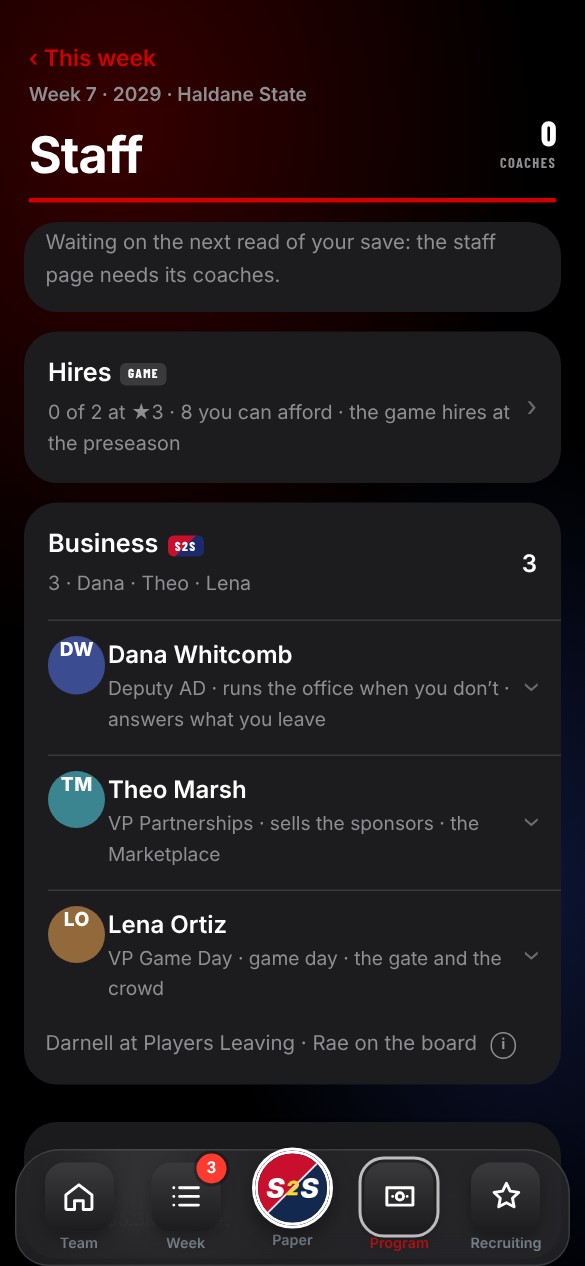 ‹ This week
Week 7 · 2029 · Haldane State
Staff
0
COACHES
Waiting on the next read of your save: the staff
page needs its coaches.
Hires GAME
0 of 2 at ★3 · 8 you can afford · the game hires at
the preseason
Business S2S
3
3 · Dana · Theo · Lena
DW
Dana Whitcomb
Deputy AD · runs the office when you don’t ·
answers what you leave
TM
Theo Marsh
VP Partnerships · sells the sponsors · the
Marketplace
LO
Lena Ortiz
VP Game Day · game day · the gate and the
crowd
Darnell at Players Leaving · Rae on the board i
3
S2S
Team
Week
Paper
Program
Recruiting